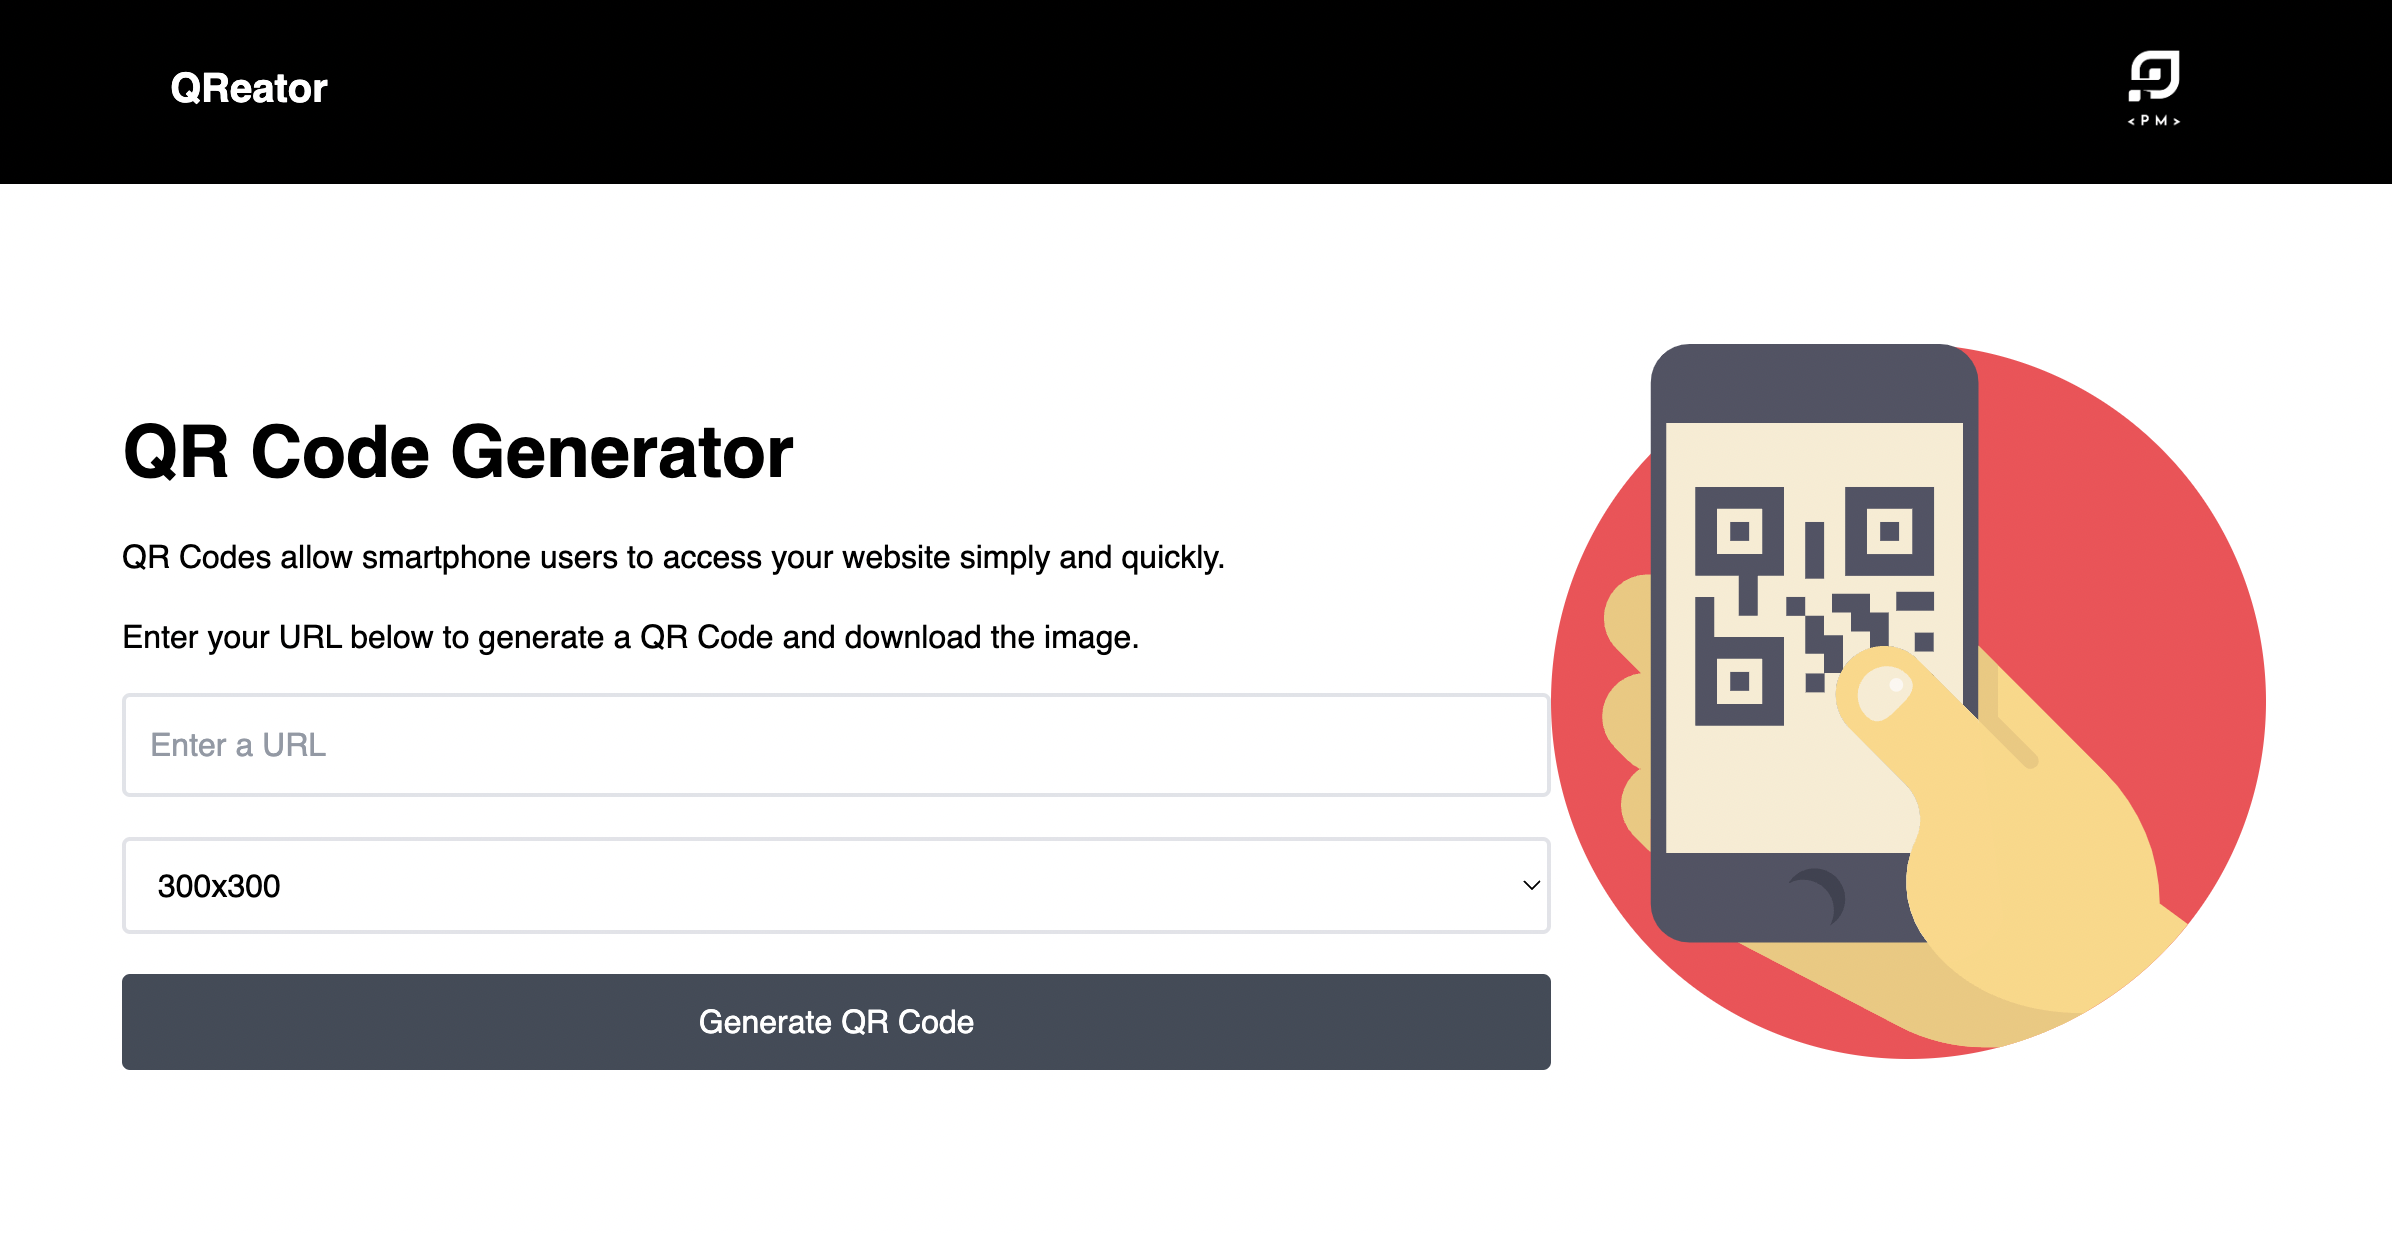 QReator
<PM>
QR Code Generator
QR Codes allow smartphone users to access your website simply and quickly.
Enter your URL below to generate a QR Code and download the image.
Enter a URL
300x300
Generate QR Code